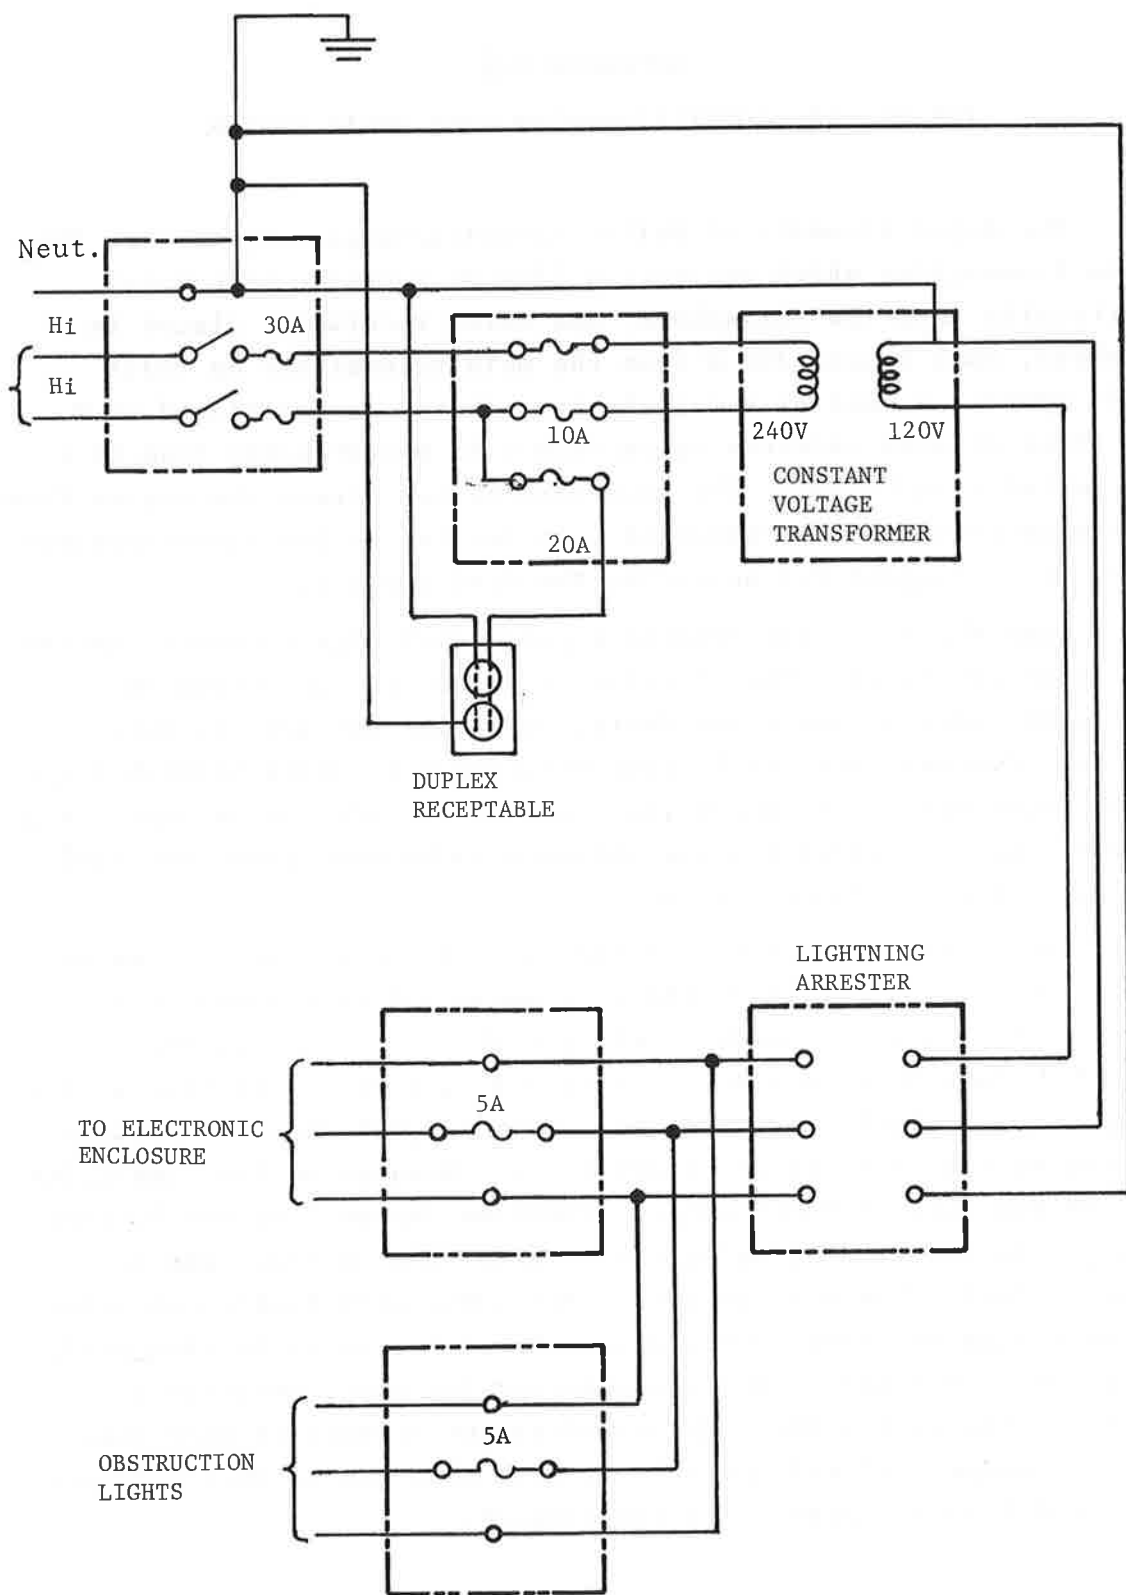 Neut.
Hi
30A
Hi
10A
20A
240V
120V
CONSTANT
VOLTAGE
TRANSFORMER
DUPLEX
RECEPTABLE
LIGHTNING
ARRESTER
5A
TO ELECTRONIC
ENCLOSURE
5A
OBSTRUCTION
LIGHTS